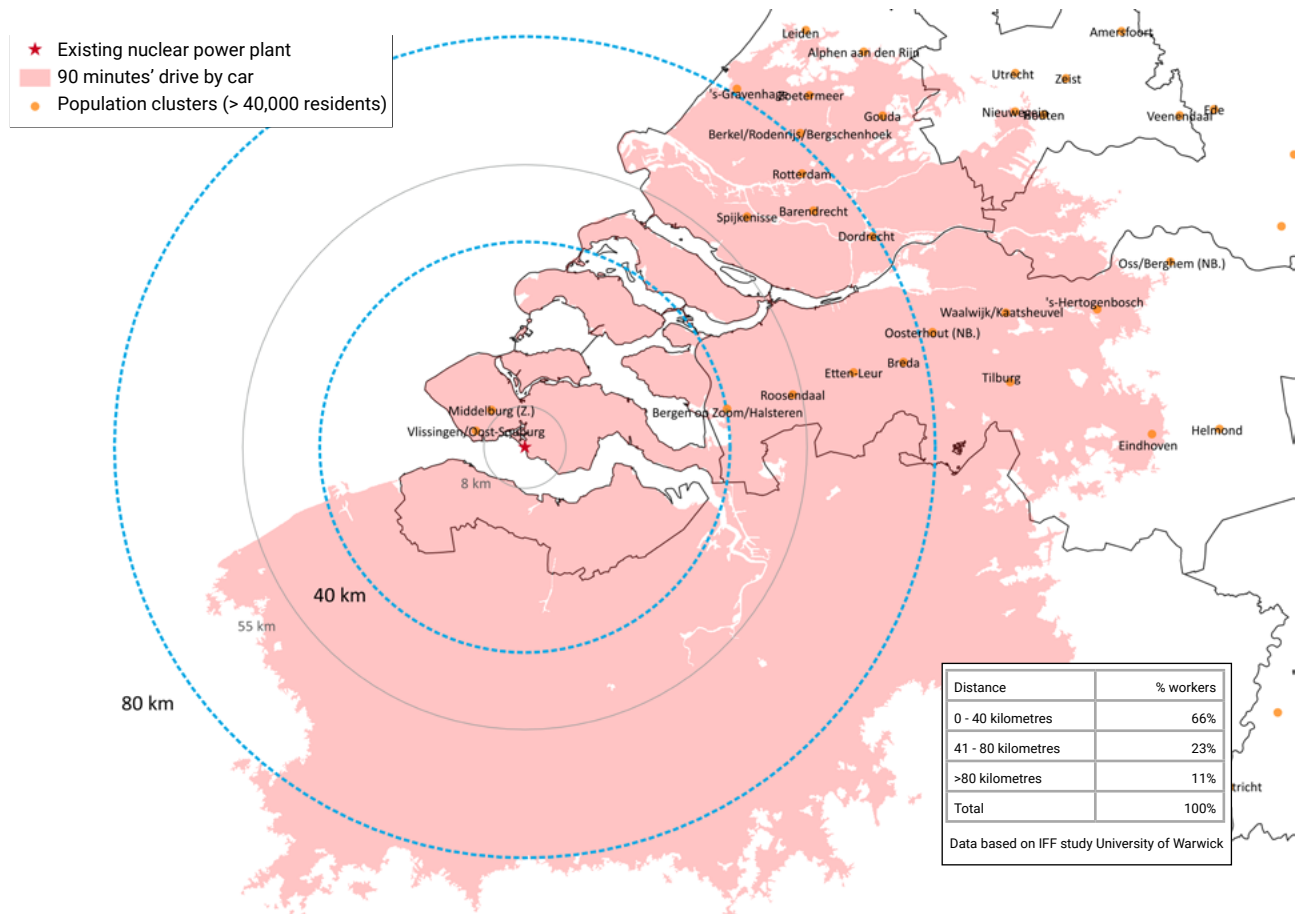 Existing nuclear power plant
90 minutes' drive by car
Population clusters (> 40,000 residents)
Leiden
Alphen aan den Rijn
Amersfoort
Utrecht
Zeist
's-Gravenhage
Zoetermeer
Gouda
Nieuwegein
Houten
Veenendaal
Ede
Berkel/Rodenrijs/Bergschenhoek
Rotterdam
Spijkenisse
Barendrecht
Dordrecht
Oss/Berghem (NB.)
's-Hertogenbosch
Waalwijk/Kaatsheuvel
Oosterhout (NB.)
Breda
Etten-Leur
Tilburg
Roosendaal
Middelburg (Z.)
Bergen op Zoom/Halsteren
Vlissingen/Oost-Souburg
Helmond
Eindhoven
8 km
40 km
55 km
80 km
Distance % workers
0 - 40 kilometres 66%
41 - 80 kilometres 23%
>80 kilometres 11%
Total 100%
tricht
Data based on IFF study University of Warwick